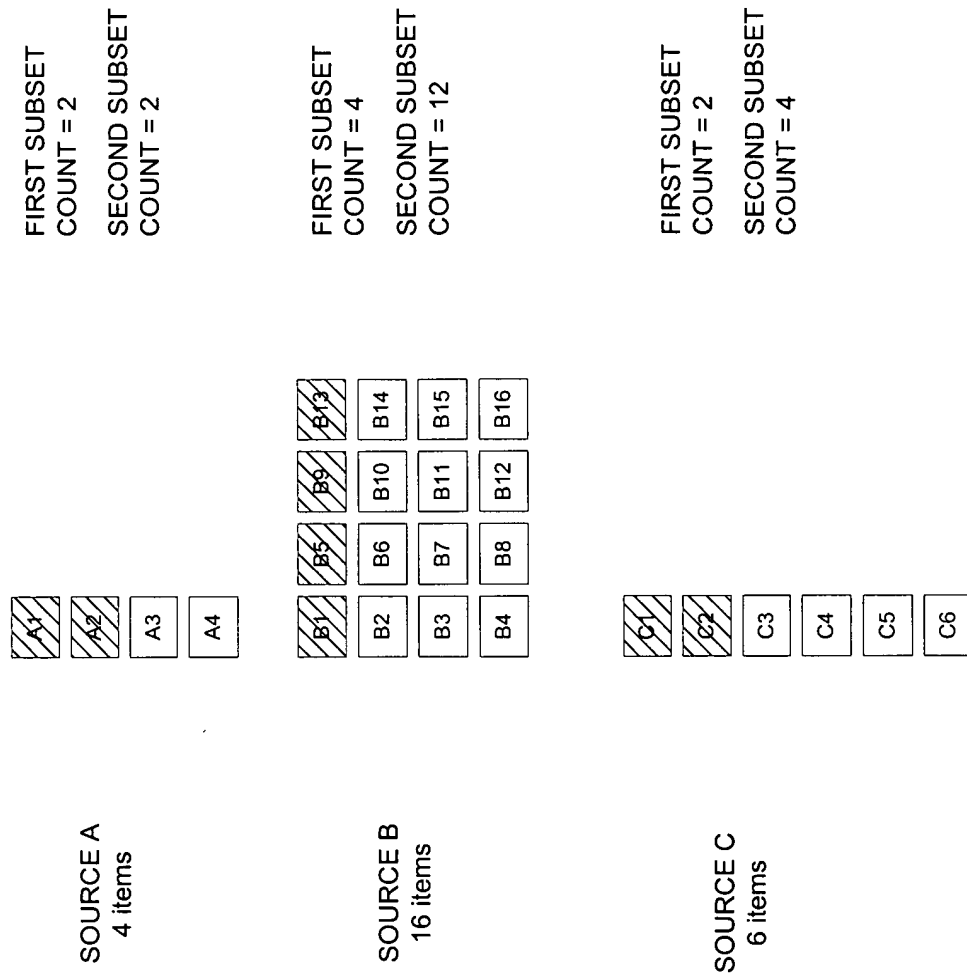 SOURCE A
4 items
A1
A2
A3
A4
FIRST SUBSET
COUNT = 2
SECOND SUBSET
COUNT = 2
SOURCE B
16 items
B1 B5 B9 B13
B2 B6 B10 B14
B3 B7 B11 B15
B4 B8 B12 B16
FIRST SUBSET
COUNT = 4
SECOND SUBSET
COUNT = 12
SOURCE C
6 items
C1
C2
C3
C4
C5
C6
FIRST SUBSET
COUNT = 2
SECOND SUBSET
COUNT = 4